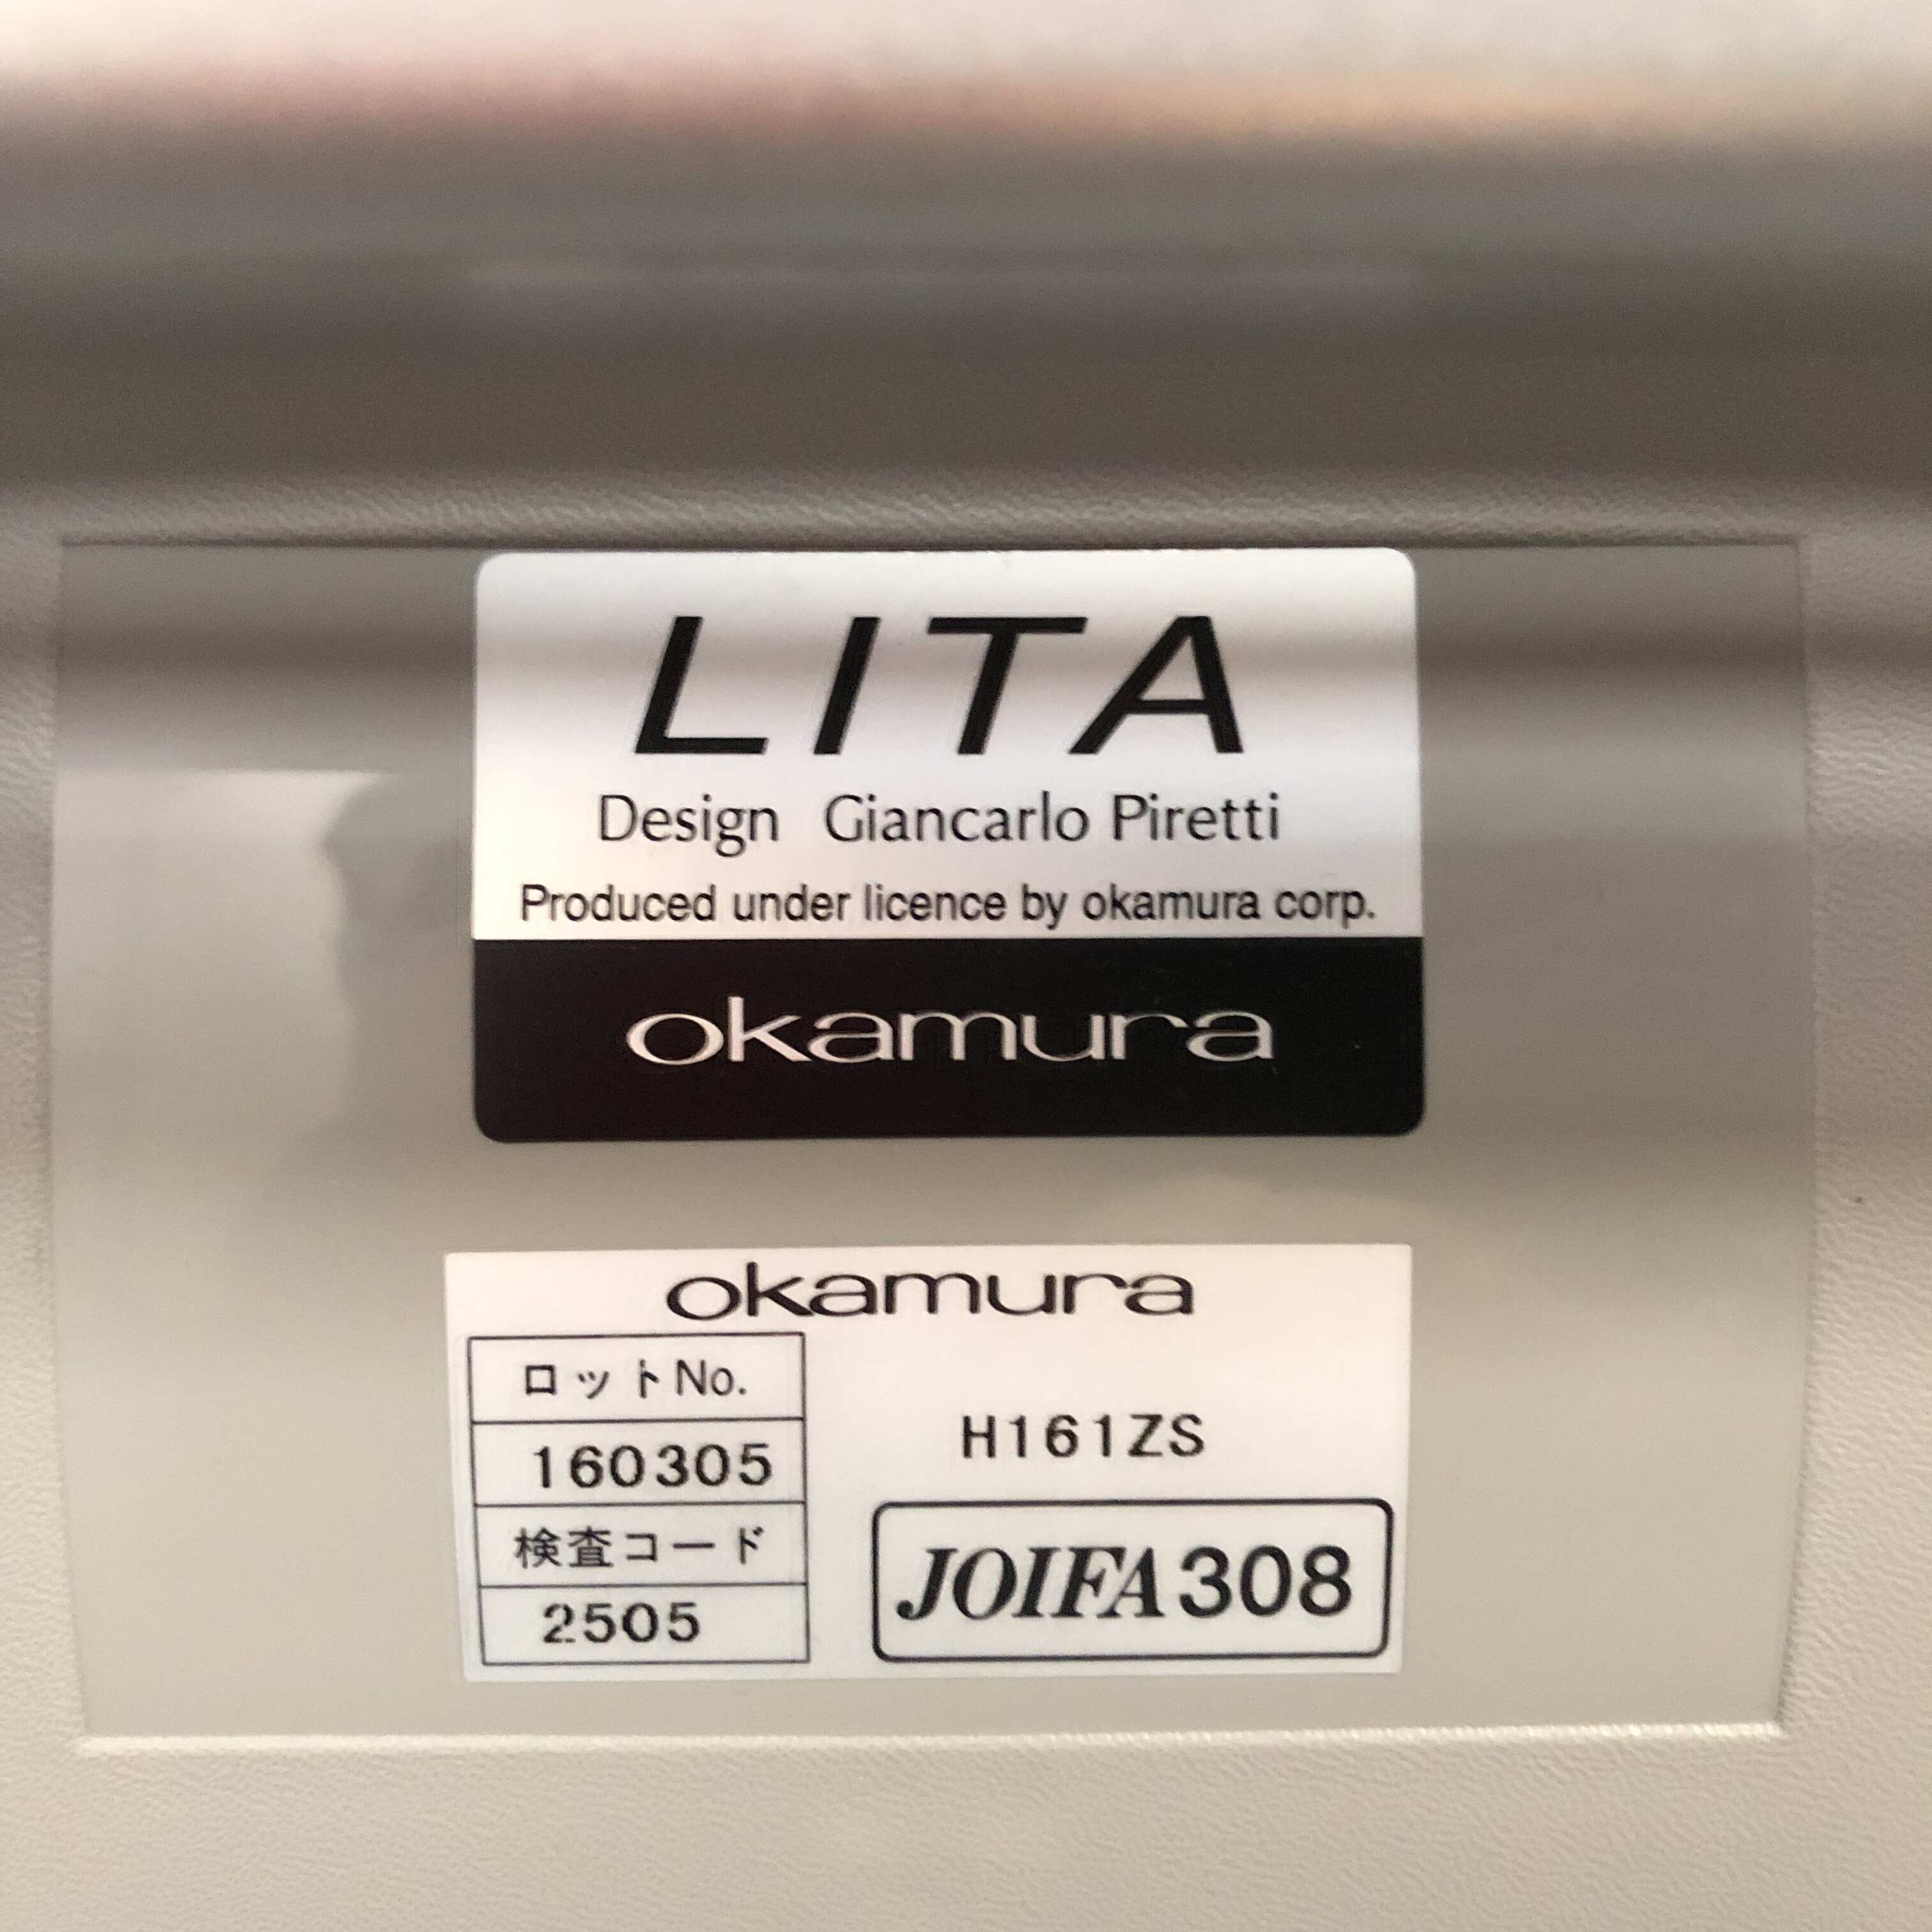 LITA
Design Giancarlo Piretti
Produced under licence by okamura corp.
okamura
okamura
ロットNo.
160305
検査コード
2505
H161ZS
JOIFA308